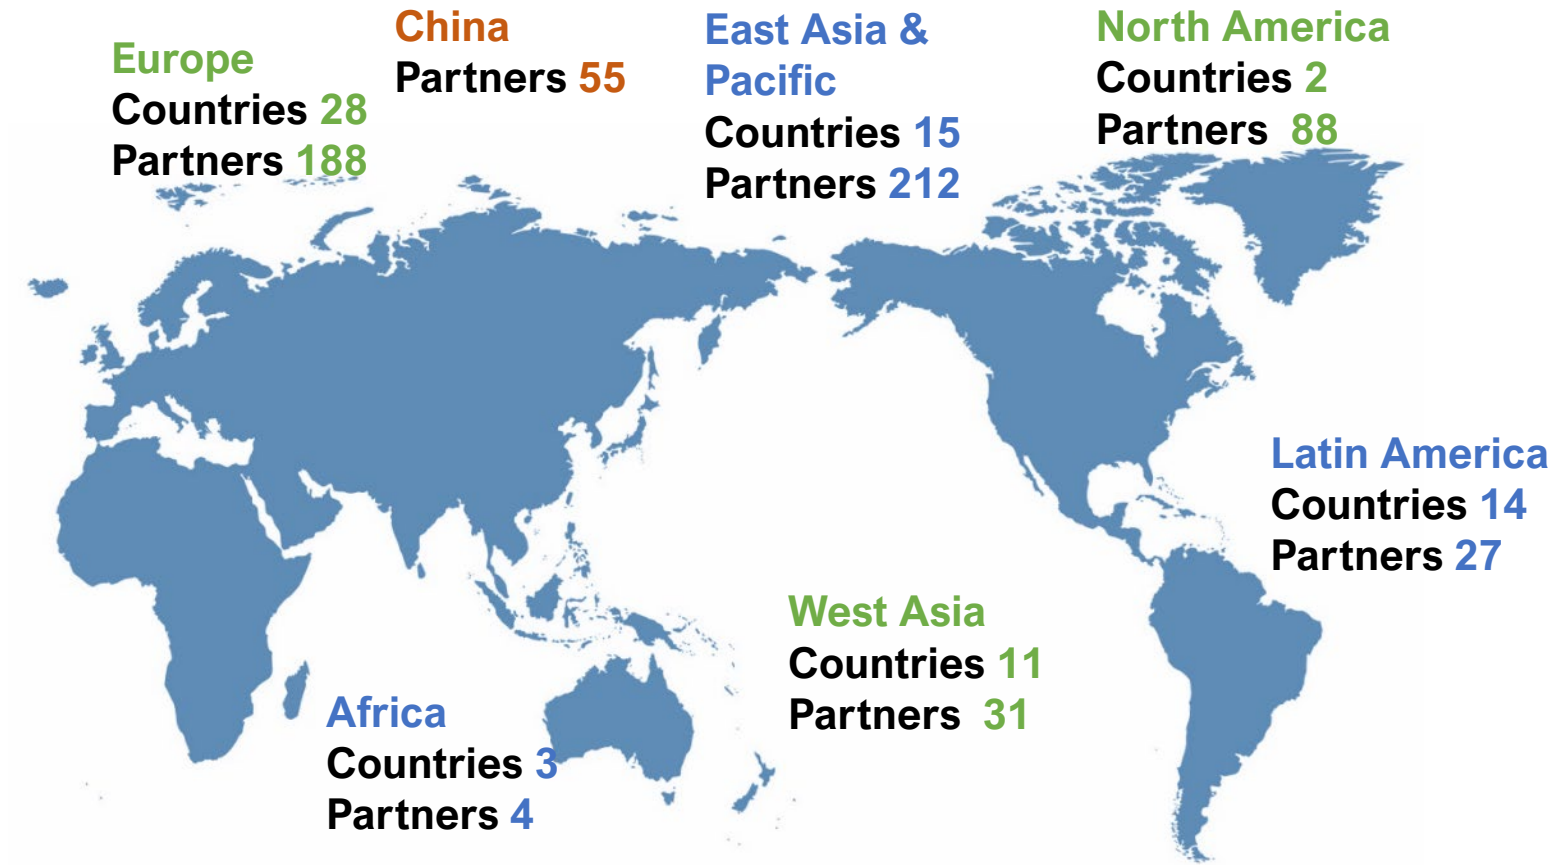 Europe
Countries 28
Partners 188
China
Partners 55
East Asia &
Pacific
Countries 15
Partners 212
North America
Countries 2
Partners 88
Latin America
Countries 14
Partners 27
West Asia
Countries 11
Partners 31
Africa
Countries 3
Partners 4